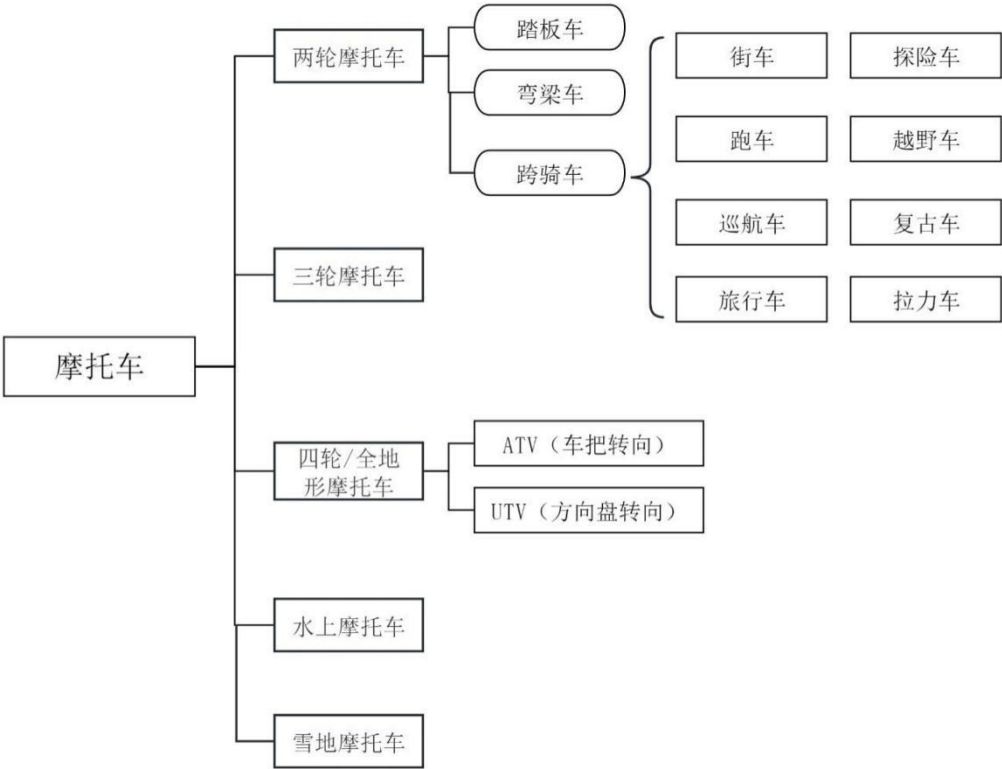 摩托车
两轮摩托车
踏板车
弯梁车
跨骑车
街车
探险车
跑车
越野车
巡航车
复古车
旅行车
拉力车
三轮摩托车
四轮/全地
形摩托车
ATV（车把转向）
UTV（方向盘转向）
水上摩托车
雪地摩托车